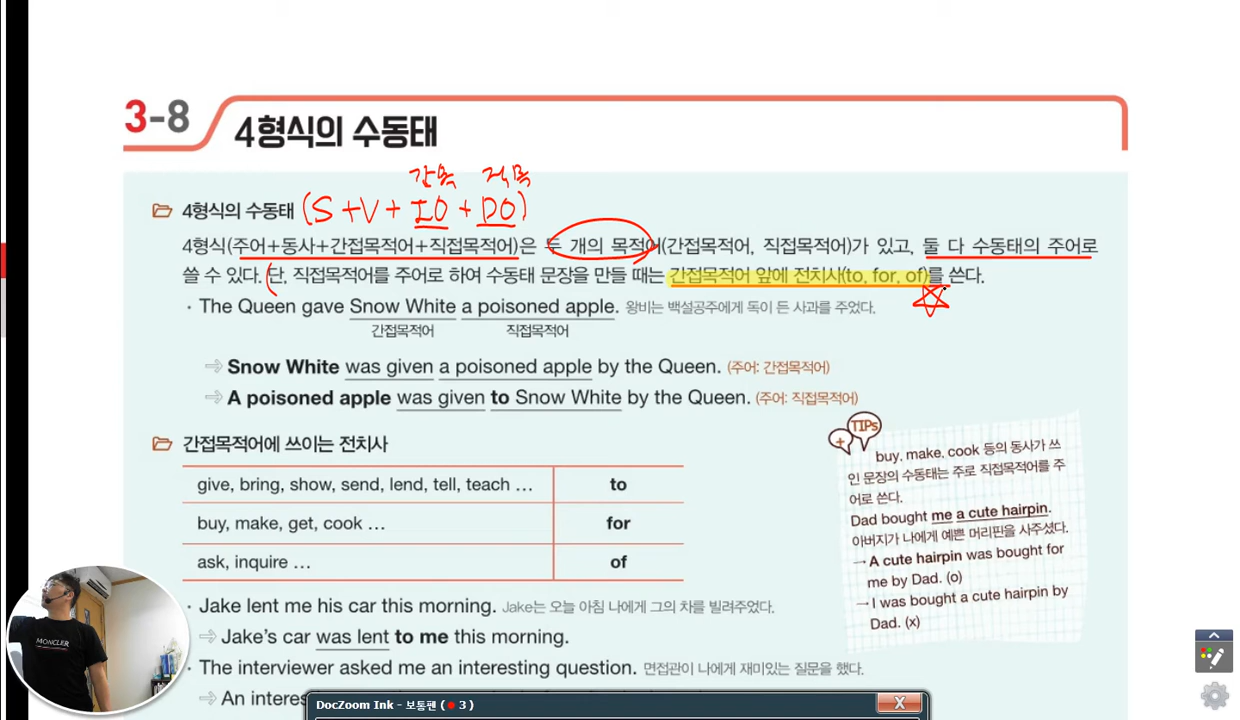 3-8
4형식의 수동태
간목 직목
4형식의 수동태 (S+V+IO+DO)
4형식(주어+동사+간접목적어+직접목적어)은 두 개의 목적어(간접목적어, 직접목적어)가 있고, 둘 다 수동태의 주어로
쓸 수 있다. 단, 직접목적어를 주어로 하여 수동태 문장을 만들 때는 간접목적어 앞에 전치사(to, for, of)를 쓴다.
· The Queen gave Snow White a poisoned apple. 왕비는 백설공주에게 독이 든 사과를 주었다.
간접목적어 직접목적어
⇨ Snow White was given a poisoned apple by the Queen. (주어: 간접목적어)
⇨ A poisoned apple was given to Snow White by the Queen. (주어: 직접목적어)
간접목적어에 쓰이는 전치사
give, bring, show, send, lend, tell, teach … to
buy, make, get, cook … for
ask, inquire … of
· Jake lent me his car this morning. Jake는 오늘 아침 나에게 그의 차를 빌려주었다.
⇨ Jake's car was lent to me this morning.
· The interviewer asked me an interesting question. 면접관이 나에게 재미있는 질문을 했다.
⇨ An interes
TIPs
+
buy, make, cook 등의 동사가 쓰
인 문장의 수동태는 주로 직접목적어를 주
어로 쓴다.
Dad bought me a cute hairpin.
아버지가 나에게 예쁜 머리핀을 사주셨다.
→ A cute hairpin was bought for
me by Dad. (o)
→ I was bought a cute hairpin by
Dad. (x)
MONCLER
DocZoom Ink - 보통펜 (● 3 )
X